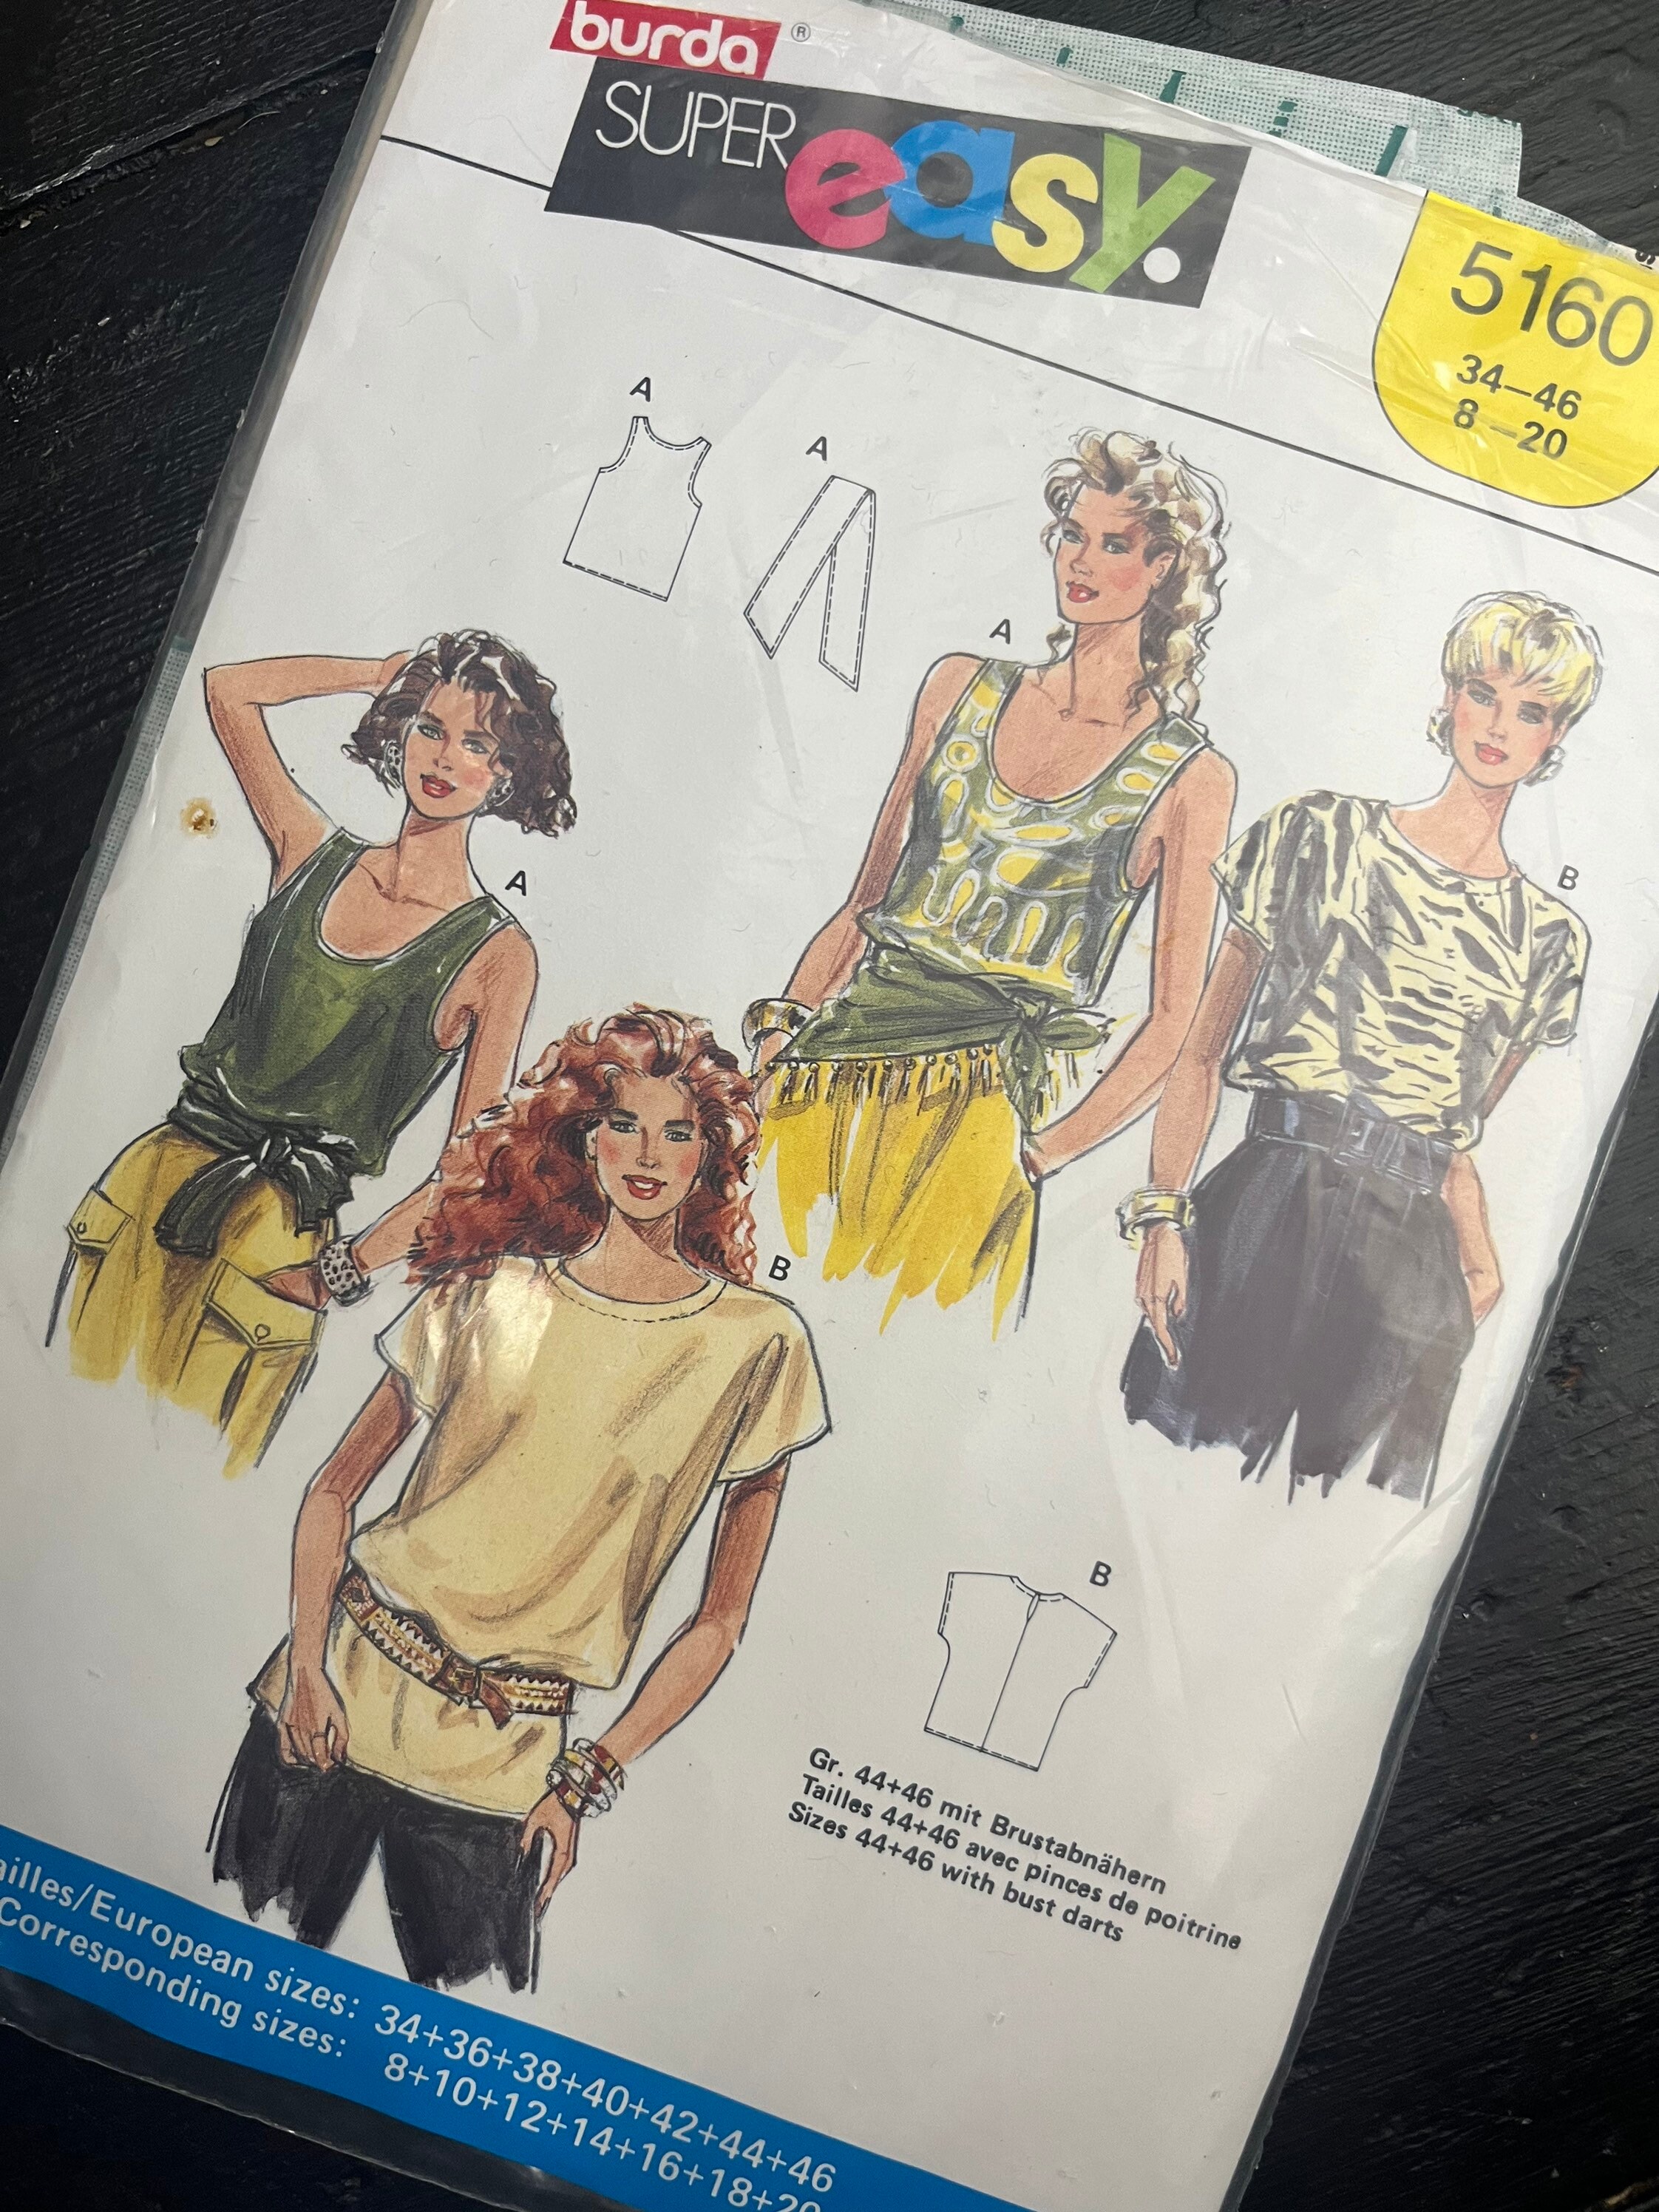 burda®
SUPER easy.
5160
34–46
8–20
A
A
A
B
A
B
B
Gr. 44+46 mit Brustabnähern
Tailles 44+46 avec pinces de poitrine
Sizes 44+46 with bust darts
ailles/European sizes: 34+36+38+40+42+44+46
Corresponding sizes: 8+10+12+14+16+18+20